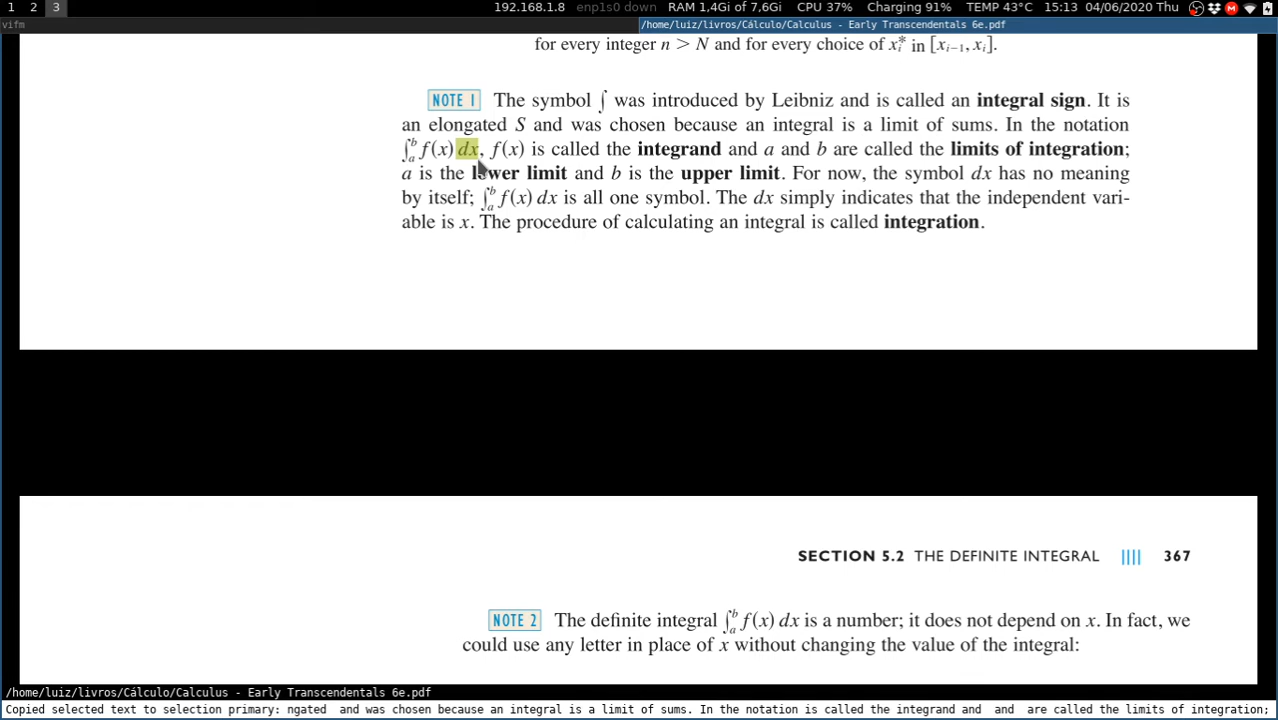 1 2 3 192.168.1.8 enp1s0 down RAM 1,4Gi of 7,6Gi CPU 37% Charging 91% TEMP 43°C 15:13 04/06/2020 Thu
vifm /home/luiz/livros/Cálculo/Calculus - Early Transcendentals 6e.pdf
for every integer n > N and for every choice of xᵢ* in [xᵢ₋₁, xᵢ].
NOTE 1 The symbol ∫ was introduced by Leibniz and is called an integral sign. It is
an elongated S and was chosen because an integral is a limit of sums. In the notation
∫ₐᵇ f(x) dx, f(x) is called the integrand and a and b are called the limits of integration;
a is the lower limit and b is the upper limit. For now, the symbol dx has no meaning
by itself; ∫ₐᵇ f(x) dx is all one symbol. The dx simply indicates that the independent vari-
able is x. The procedure of calculating an integral is called integration.
SECTION 5.2 THE DEFINITE INTEGRAL |||| 367
NOTE 2 The definite integral ∫ₐᵇ f(x) dx is a number; it does not depend on x. In fact, we
could use any letter in place of x without changing the value of the integral:
/home/luiz/livros/Cálculo/Calculus - Early Transcendentals 6e.pdf
Copied selected text to selection primary: ngated  and was chosen because an integral is a limit of sums. In the notation is called the integrand and  and  are called the limits of integration;